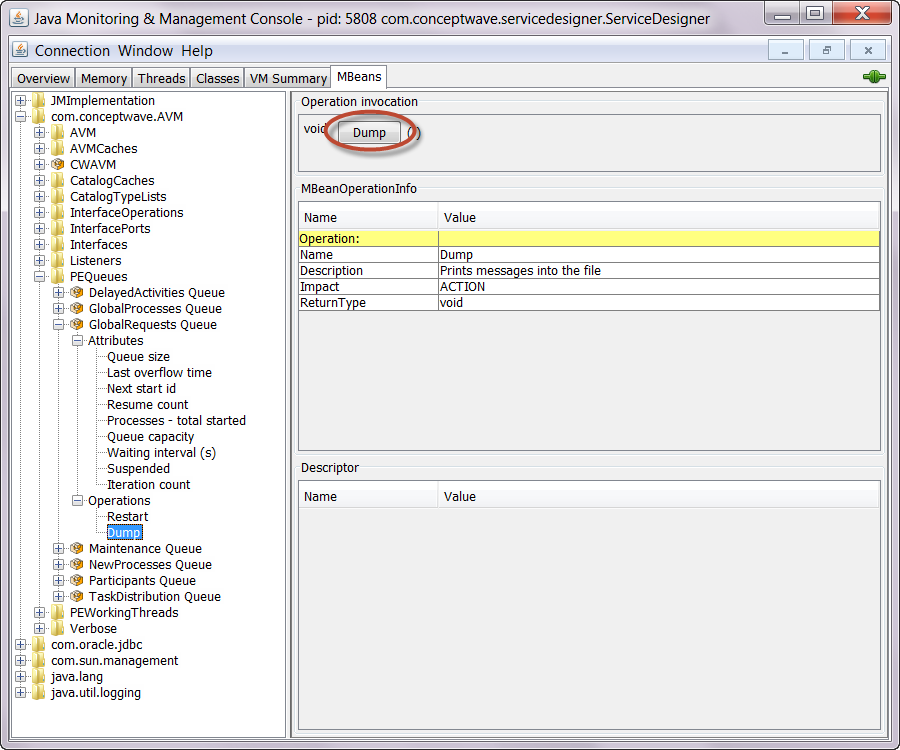 Java Monitoring & Management Console - pid: 5808 com.conceptwave.servicedesigner.ServiceDesigner
Connection Window Help
Overview Memory Threads Classes VM Summary MBeans
JMImplementation
com.conceptwave.AVM
AVM
AVMCaches
CWAVM
CatalogCaches
CatalogTypeLists
InterfaceOperations
InterfacePorts
Interfaces
Listeners
PEQueues
DelayedActivities Queue
GlobalProcesses Queue
GlobalRequests Queue
Attributes
Queue size
Last overflow time
Next start id
Resume count
Processes - total started
Queue capacity
Waiting interval (s)
Suspended
Iteration count
Operations
Restart
Dump
Maintenance Queue
NewProcesses Queue
Participants Queue
TaskDistribution Queue
PEWorkingThreads
Verbose
com.oracle.jdbc
com.sun.management
java.lang
java.util.logging
Operation invocation
void Dump ()
MBeanOperationInfo
Name Value
Operation:
Name Dump
Description Prints messages into the file
Impact ACTION
ReturnType void
Descriptor
Name Value